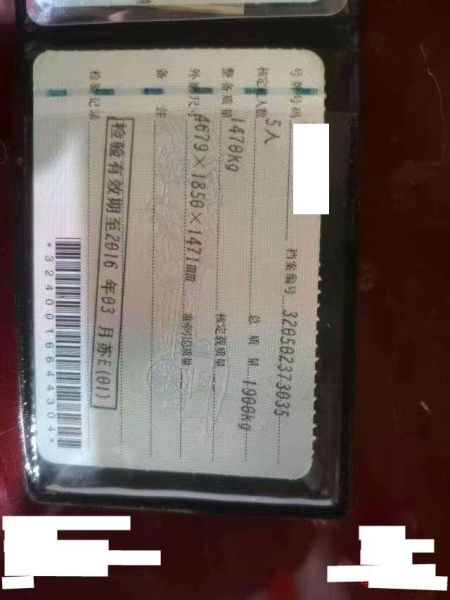 号牌号码 档案编号 320502373035
核定载人数 5人 总质量 1900kg
整备质量 1470kg 核定载质量
外廓尺寸 4679×1850×1471mm 准牵引总质量
备注
检验记录 检验有效期至2016年03月苏E(01)
*3240016644304*